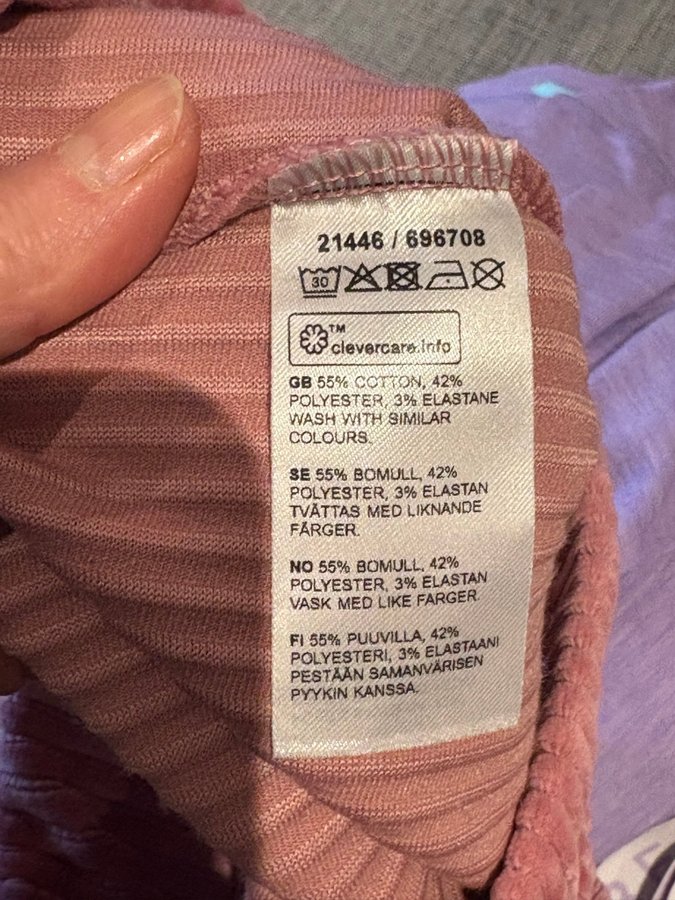 21446 / 696708
30
™
clevercare.info
GB 55% COTTON, 42%
POLYESTER, 3% ELASTANE
WASH WITH SIMILAR
COLOURS.
SE 55% BOMULL, 42%
POLYESTER, 3% ELASTAN
TVÄTTAS MED LIKNANDE
FÄRGER.
NO 55% BOMULL, 42%
POLYESTER, 3% ELASTAN
VASK MED LIKE FARGER.
FI 55% PUUVILLA, 42%
POLYESTERI, 3% ELASTAANI
PESTÄÄN SAMANVÄRISEN
PYYKIN KANSSA.